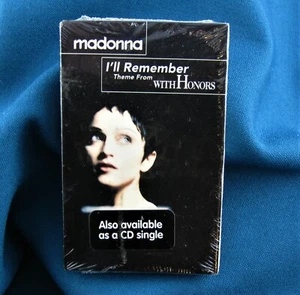 madonna
I'll Remember
Theme From WITH HONORS
Also available
as a CD single